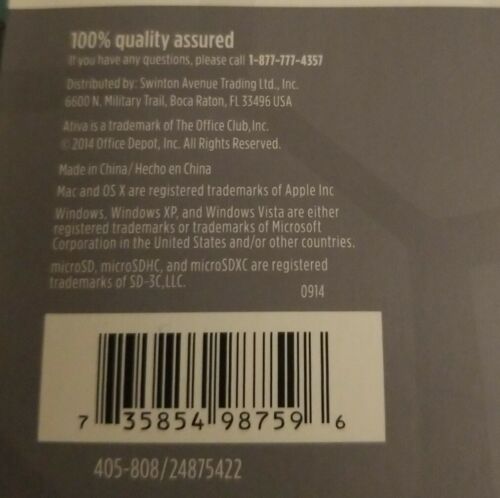 100% quality assured
If you have any questions, please call 1-877-777-4357
Distributed by: Swinton Avenue Trading Ltd., Inc.
6600 N. Military Trail, Boca Raton, FL 33496 USA
Ativa is a trademark of The Office Club, Inc.
© 2014 Office Depot, Inc. All Rights Reserved.
Made in China / Hecho en China
Mac and OS X are registered trademarks of Apple Inc
Windows, Windows XP, and Windows Vista are either
registered trademarks or trademarks of Microsoft
Corporation in the United States and/or other countries.
microSD, microSDHC, and microSDXC are registered
trademarks of SD-3C, LLC.
0914
7 35854 98759 6
405-808/24875422